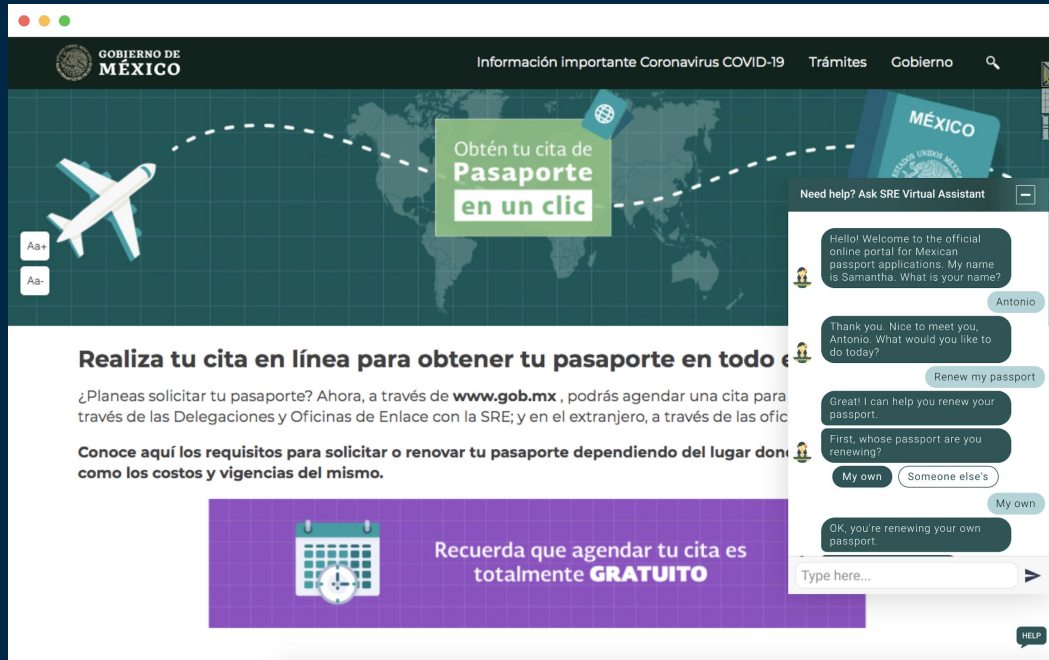 GOBIERNO DE
MÉXICO
Información importante Coronavirus COVID-19 Trámites Gobierno
Obtén tu cita de
Pasaporte
en un clic
MÉXICO
ESTADOS UNIDOS
Aa+
Aa-
Realiza tu cita en línea para obtener tu pasaporte en todo
¿Planeas solicitar tu pasaporte? Ahora, a través de www.gob.mx , podrás agendar una cita para
través de las Delegaciones y Oficinas de Enlace con la SRE; y en el extranjero, a través de las
Conoce aquí los requisitos para solicitar o renovar tu pasaporte dependiendo del lugar
como los costos y vigencias del mismo.
Recuerda que agendar tu cita es
totalmente GRATUITO
Need help? Ask SRE Virtual Assistant
Hello! Welcome to the official
online portal for Mexican
passport applications. My name
is Samantha. What is your name?
Antonio
Thank you. Nice to meet you,
Antonio. What would you like to
do today?
Renew my passport
Great! I can help you renew your
passport.
First, whose passport are you
renewing?
My own Someone else's
My own
OK, you're renewing your own
passport.
Type here...
HELP